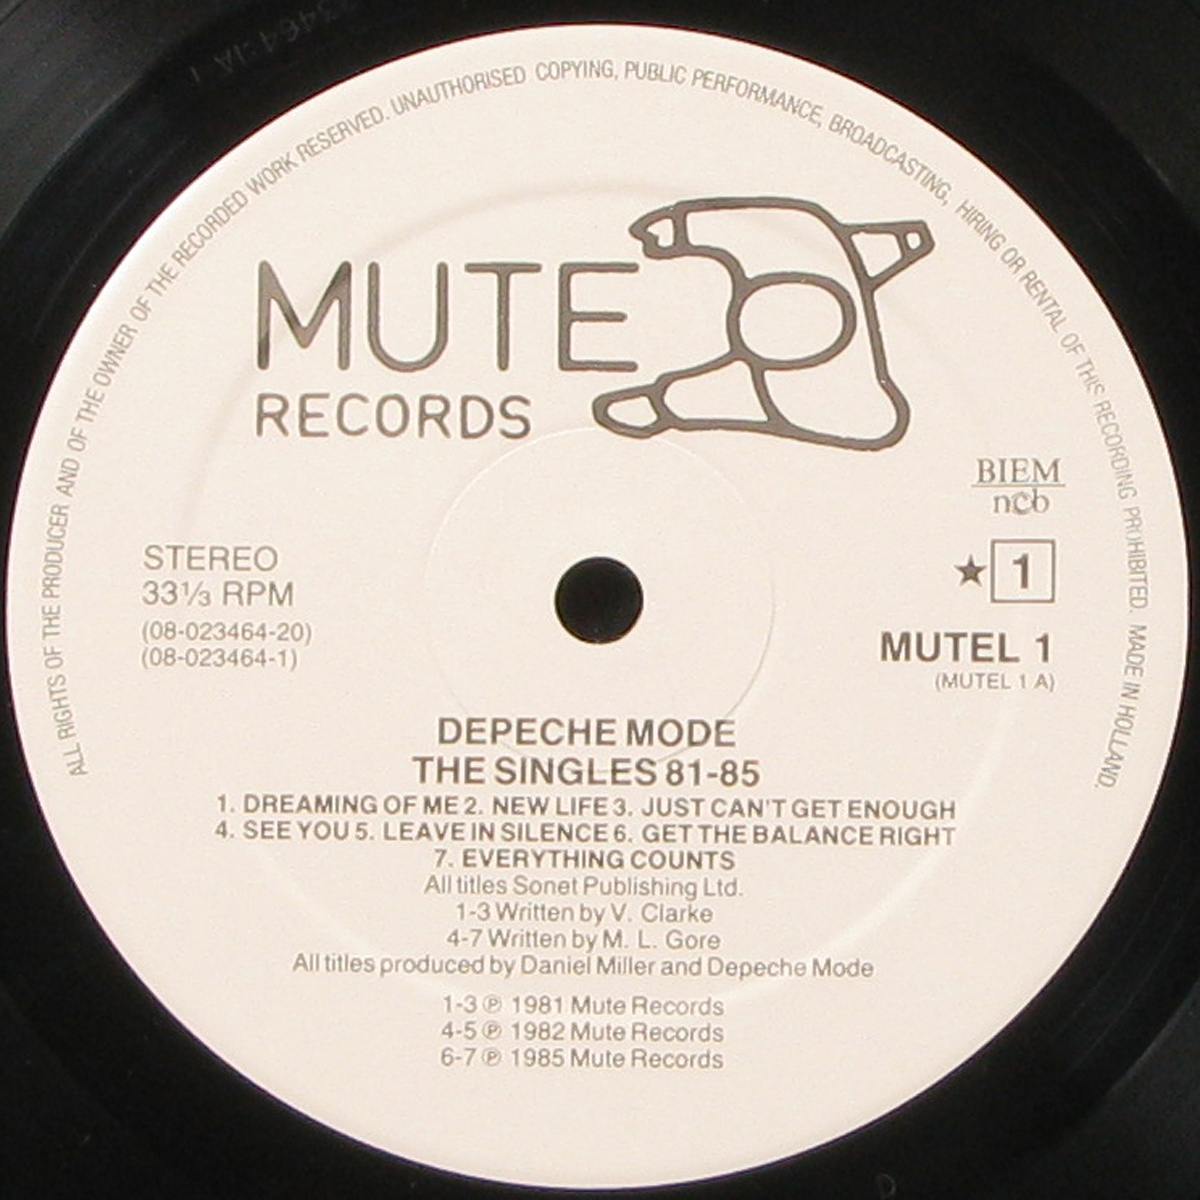 ALL RIGHTS OF THE PRODUCER AND OF THE OWNER OF THE RECORDED WORK RESERVED. UNAUTHORISED COPYING, PUBLIC PERFORMANCE, BROADCASTING, HIRING OR RENTAL OF THIS RECORDING PROHIBITED. MADE IN HOLLAND.
MUTE
RECORDS
BIEM
ncb
STEREO
33⅓ RPM
(08-023464-20)
(08-023464-1)
★ 1
MUTEL 1
(MUTEL 1 A)
DEPECHE MODE
THE SINGLES 81-85
1. DREAMING OF ME 2. NEW LIFE 3. JUST CAN'T GET ENOUGH
4. SEE YOU 5. LEAVE IN SILENCE 6. GET THE BALANCE RIGHT
7. EVERYTHING COUNTS
All titles Sonet Publishing Ltd.
1-3 Written by V. Clarke
4-7 Written by M. L. Gore
All titles produced by Daniel Miller and Depeche Mode
1-3 ℗ 1981 Mute Records
4-5 ℗ 1982 Mute Records
6-7 ℗ 1985 Mute Records